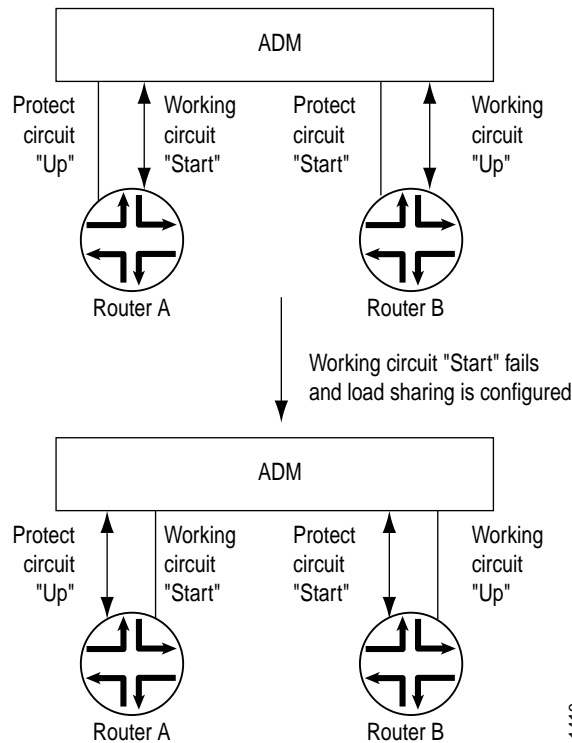 ADM
Protect
circuit
"Up"
Working
circuit
"Start"
Protect
circuit
"Start"
Working
circuit
"Up"
Router A
Router B
Working circuit "Start" fails
and load sharing is configured
ADM
Protect
circuit
"Up"
Working
circuit
"Start"
Protect
circuit
"Start"
Working
circuit
"Up"
Router A
Router B